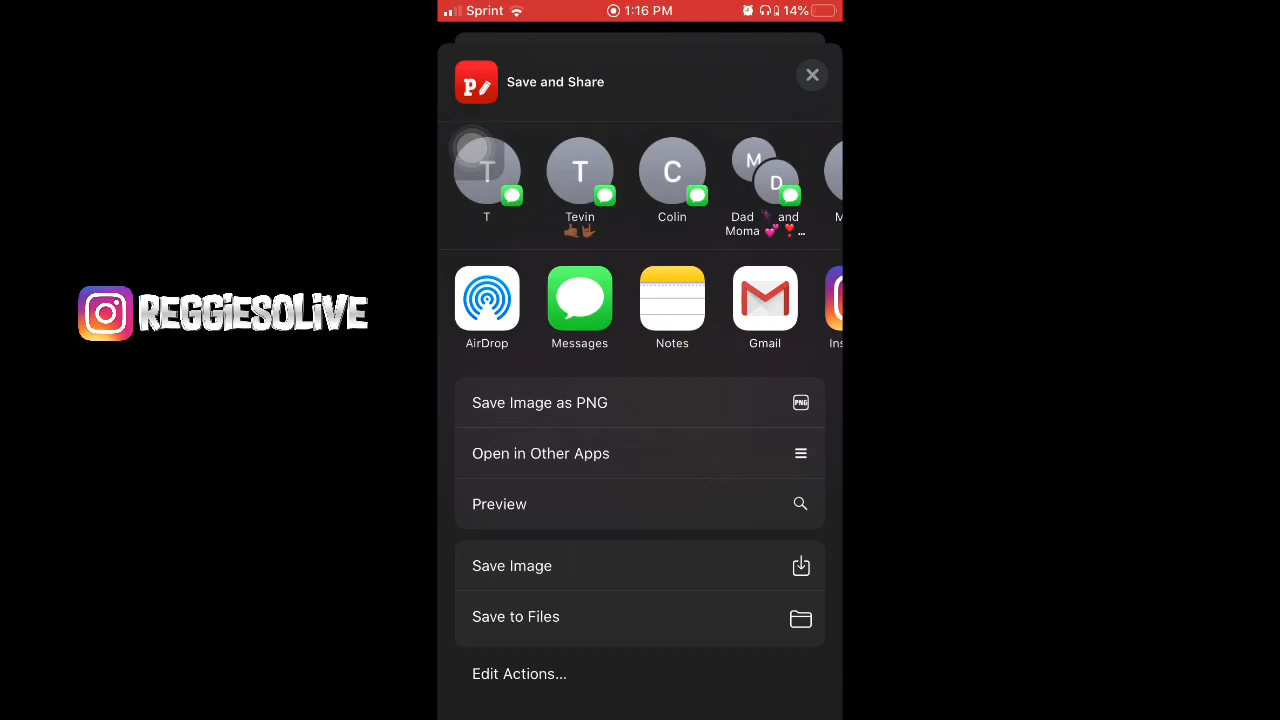 Sprint 1:16 PM 14%
P Save and Share
T T C M D
T Tevin Colin Dad and
Moma ...
AirDrop Messages Notes Gmail Ins
REGGIESOLIVE
Save Image as PNG PNG
Open in Other Apps
Preview
Save Image
Save to Files
Edit Actions...